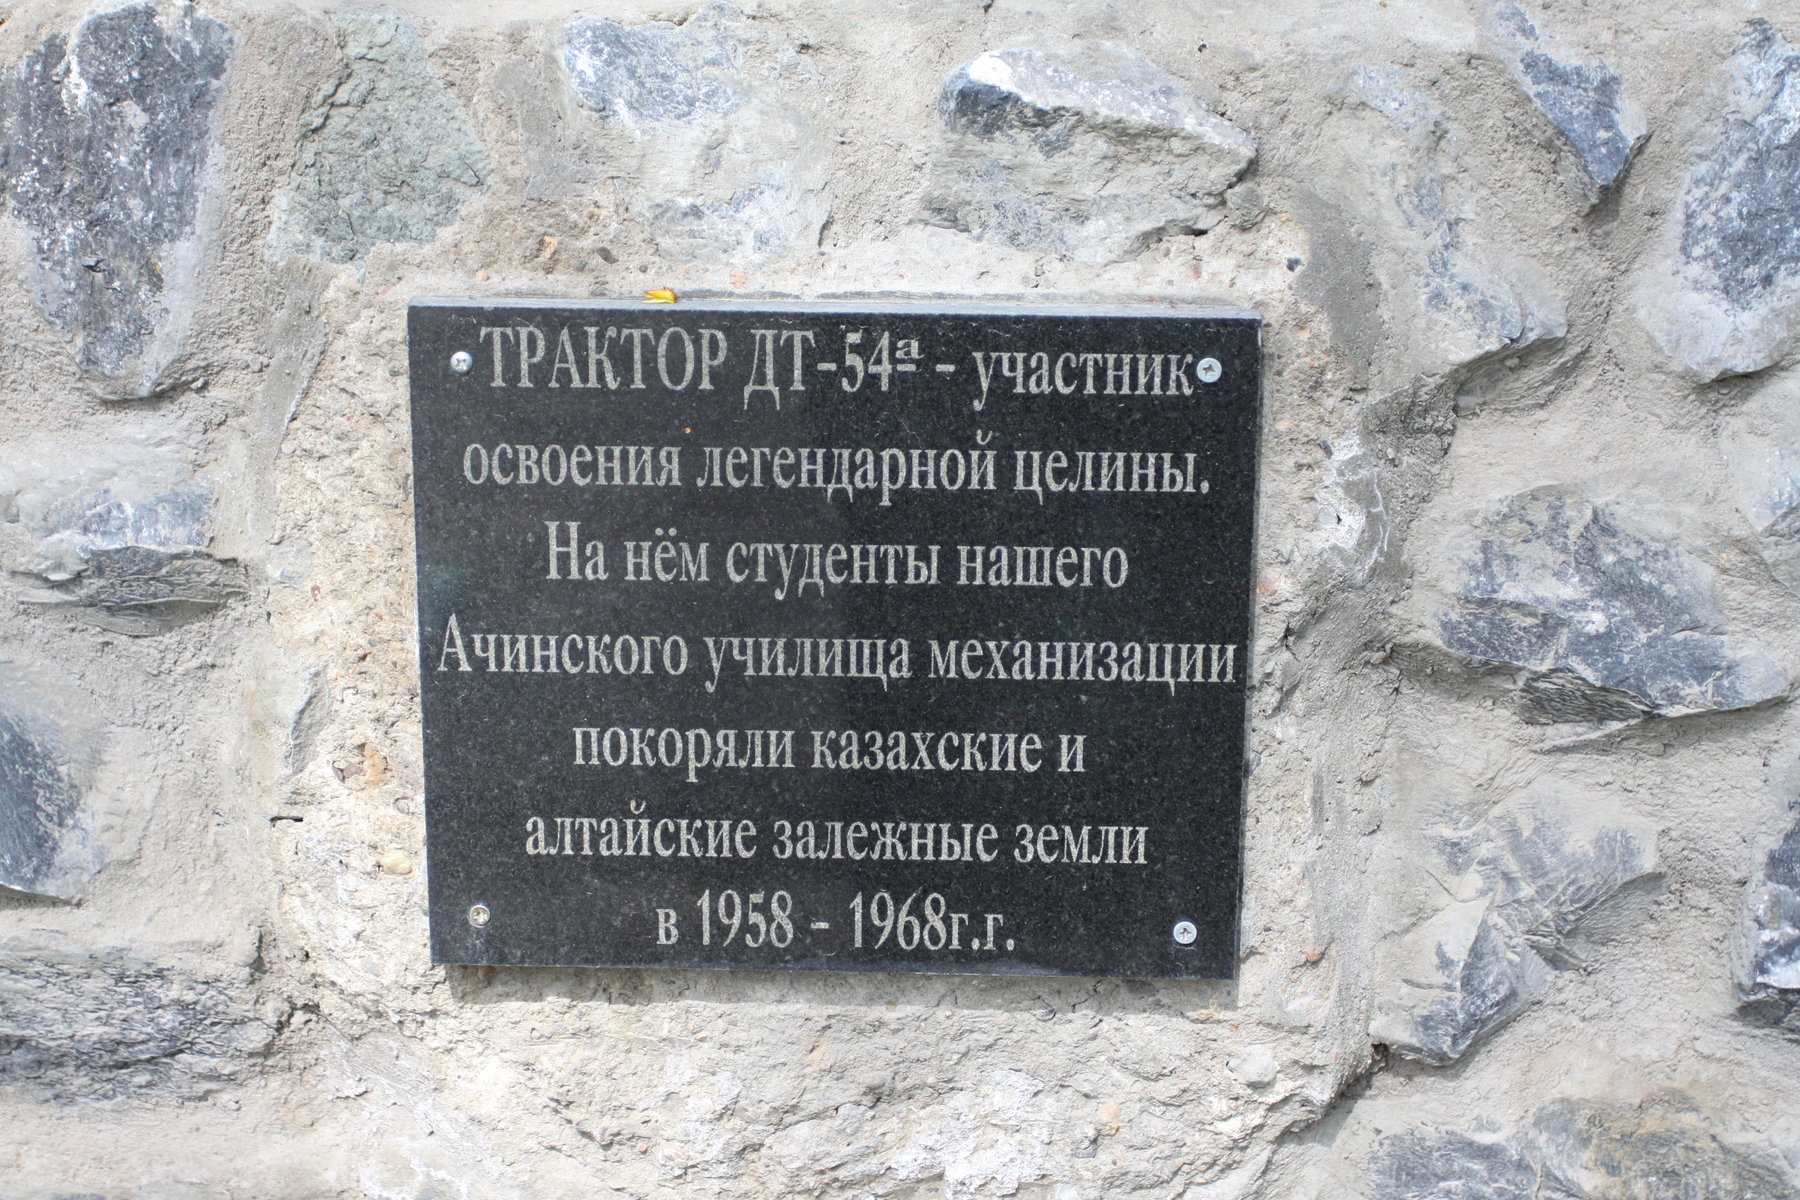 ТРАКТОР ДТ-54ª - участник
освоения легендарной целины.
На нём студенты нашего
Ачинского училища механизации
покоряли казахские и
алтайские залежные земли
в 1958 - 1968г.г.